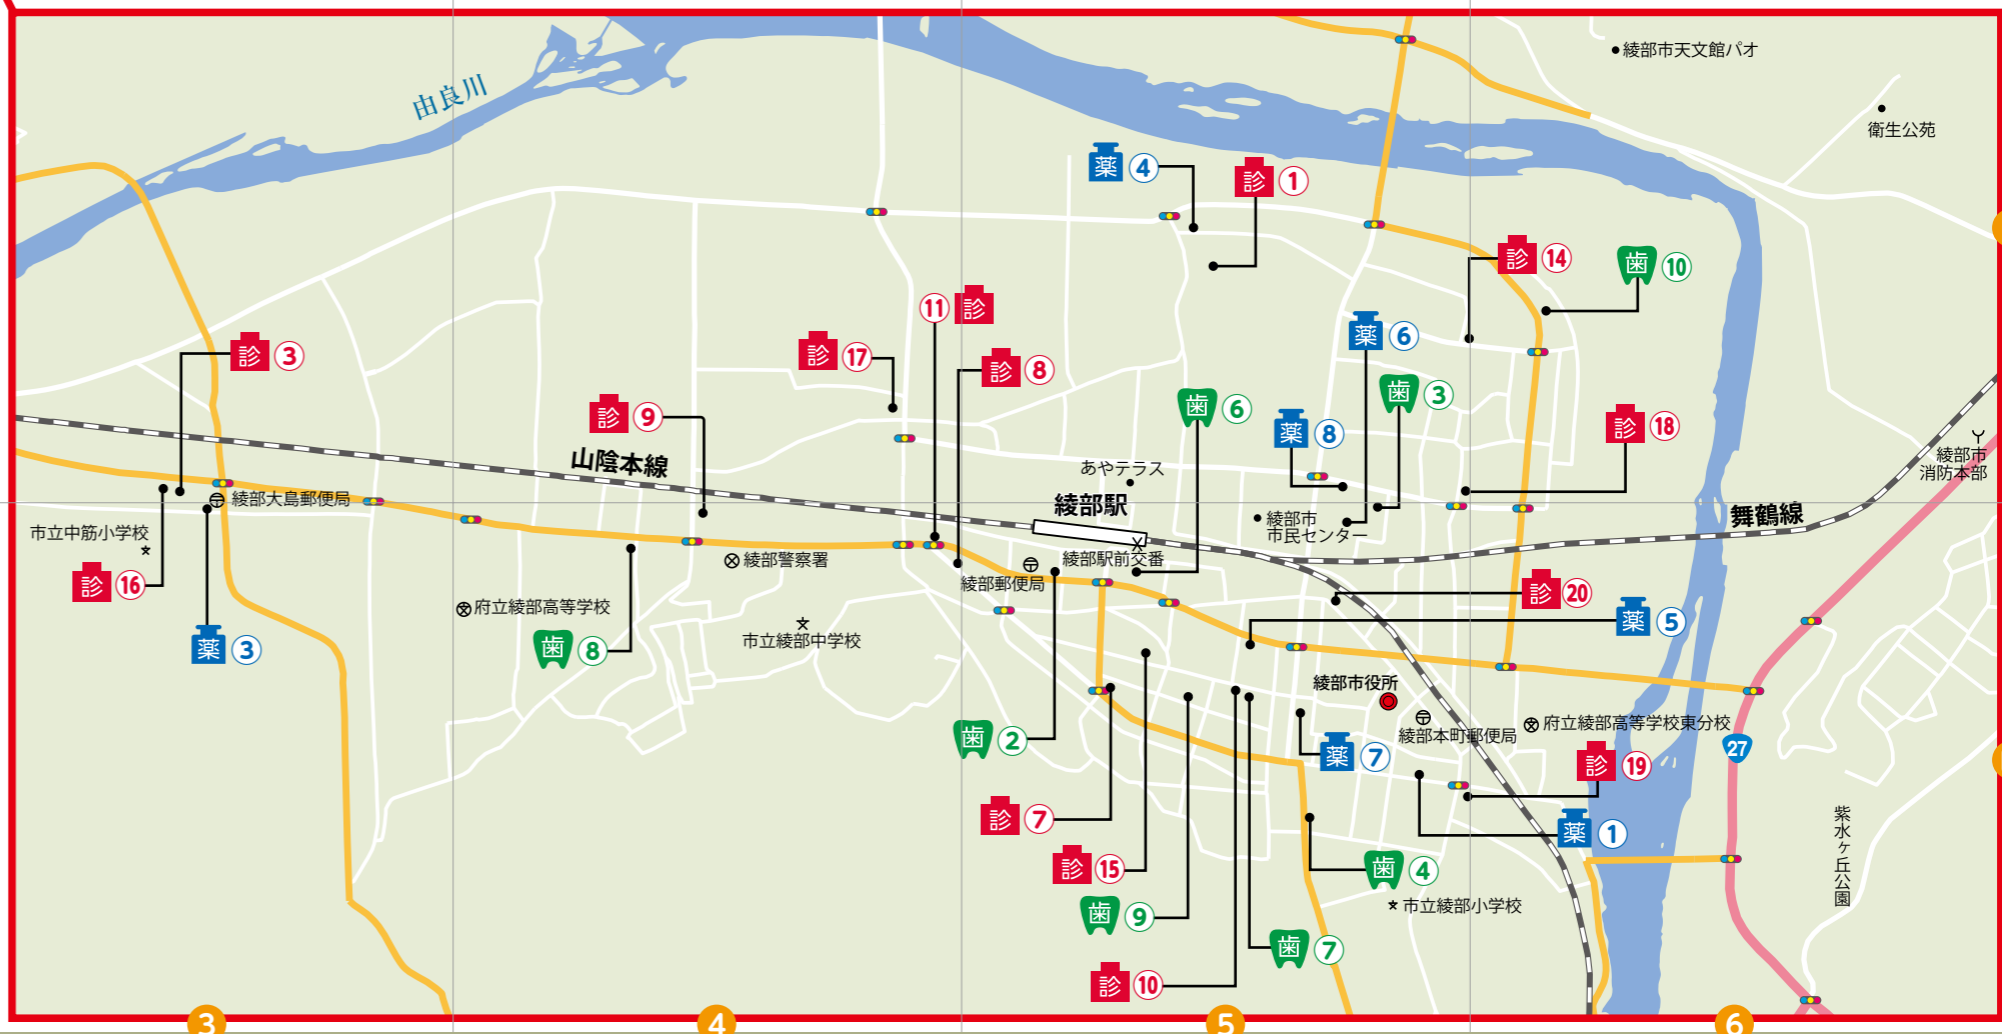 綾部市天文館パオ
由良川
衛生公苑
薬 4
診 1
診 14
歯 10
11 診
薬 6
診 3
診 17
診 8
歯 6
歯 3
診 9
薬 8
診 18
山陰本線
あやテラス
綾部市
消防本部
綾部大島郵便局
綾部駅
舞鶴線
市立中筋小学校
綾部市
市民センター
綾部警察署
綾部駅前交番
綾部郵便局
診 16
府立綾部高等学校
診 20
薬 5
薬 3
歯 8
市立綾部中学校
綾部市役所
府立綾部高等学校東分校
綾部本町郵便局
歯 2
薬 7
27
診 19
診 7
薬 1
紫水ヶ丘公園
診 15
歯 4
歯 9
市立綾部小学校
歯 7
診 10
3
4
5
6